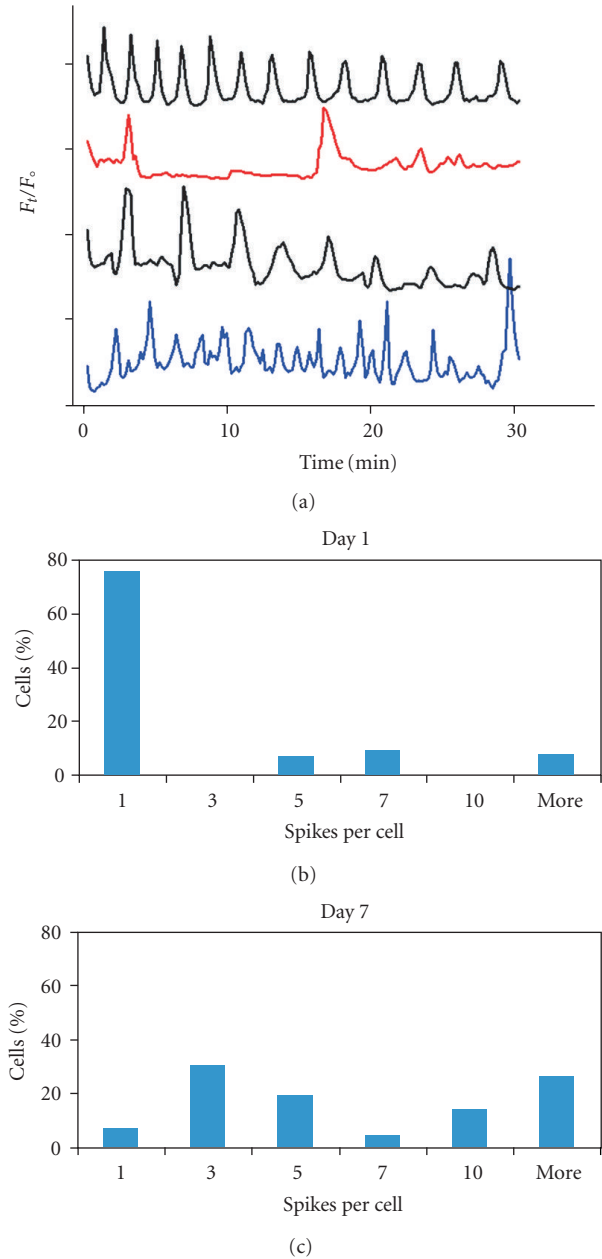 F_t/F_∘
0 10 20 30
Time (min)
(a)
Day 1
Cells (%)
80
60
40
20
0
1 3 5 7 10 More
Spikes per cell
(b)
Day 7
Cells (%)
80
60
40
20
0
1 3 5 7 10 More
Spikes per cell
(c)